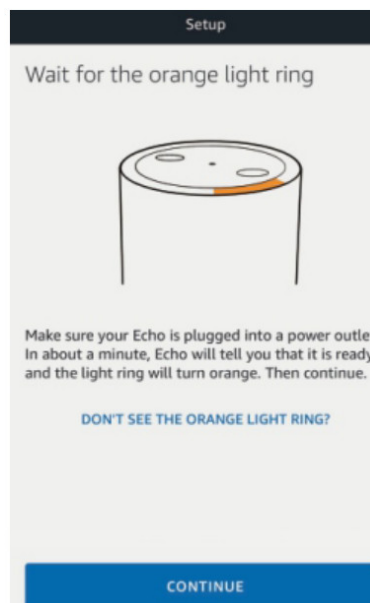 Setup
Wait for the orange light ring
Make sure your Echo is plugged into a power outle
In about a minute, Echo will tell you that it is ready
and the light ring will turn orange. Then continue.
DON'T SEE THE ORANGE LIGHT RING?
CONTINUE